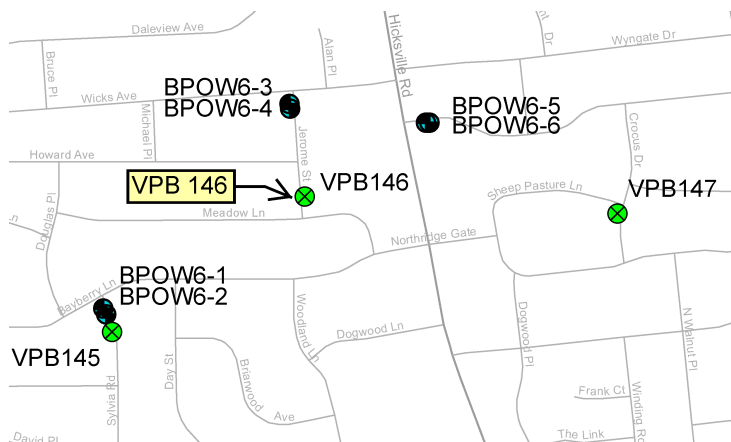 Daleview Ave
Wyngate Dr
Dr
Bruce Pl
Alan Pl
Hicksville Rd
BPOW6-3
Wicks Ave
BPOW6-4
BPOW6-5
BPOW6-6
Michael Pl
Jerome St
Crocus Dr
Howard Ave
VPB 146
VPB146
Sheep Pasture Ln
VPB147
Douglas Pl
Meadow Ln
Northridge Gate
BPOW6-1
BPOW6-2
Bayberry Ln
Woodland Ln
Dogwood Ln
Dogwood Pl
N Walnut Pl
VPB145
Sylvia Rd
Day St
Briarwood
Ave
Frank Ct
Winding Rd
The Link
David Pl